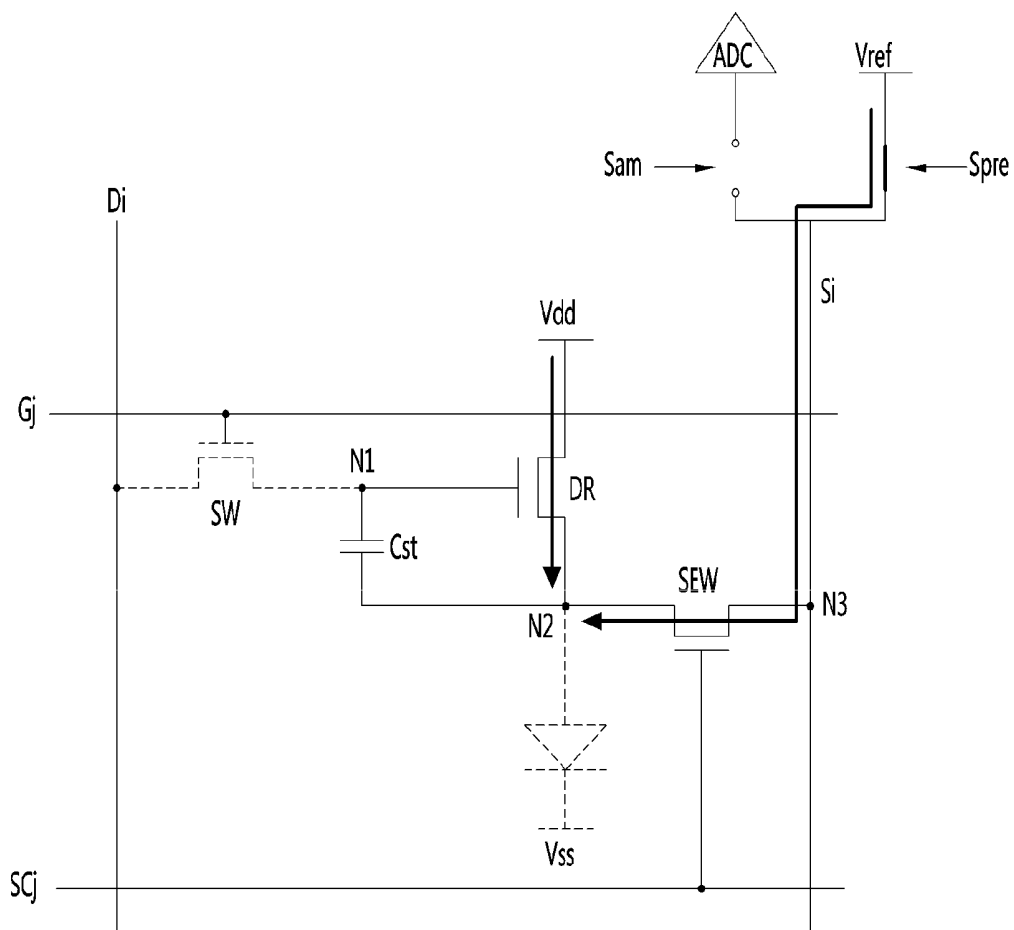 ADC
Vref
Sam
Spre
Di
Si
Vdd
Gj
N1
DR
SW
Cst
SEW
N3
N2
Vss
SCj